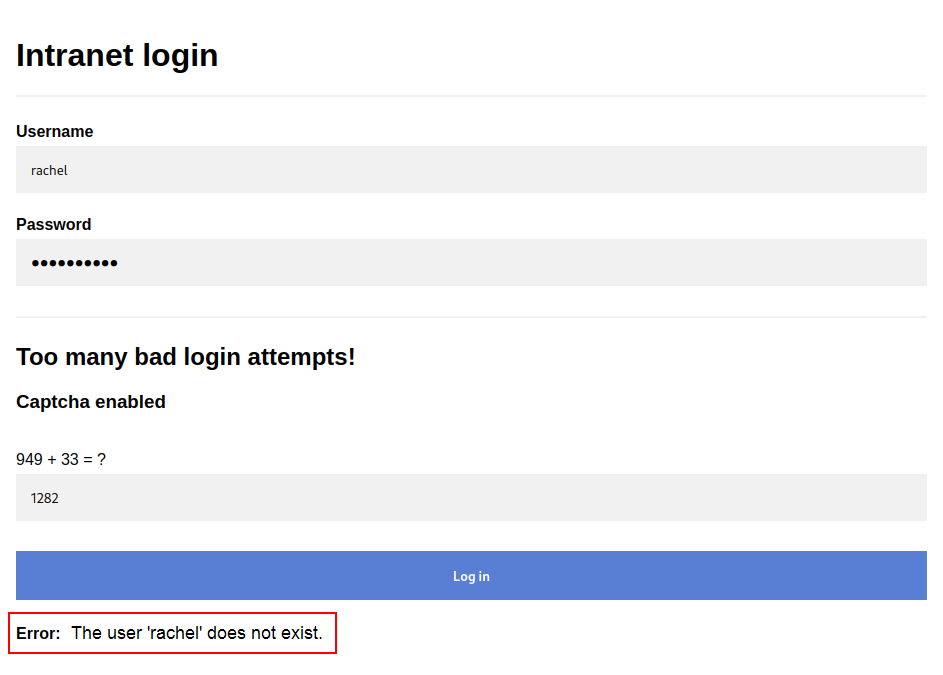 Intranet login
Username
rachel
Password
••••••••••
Too many bad login attempts!
Captcha enabled
949 + 33 = ?
1282
Log in
Error: The user 'rachel' does not exist.